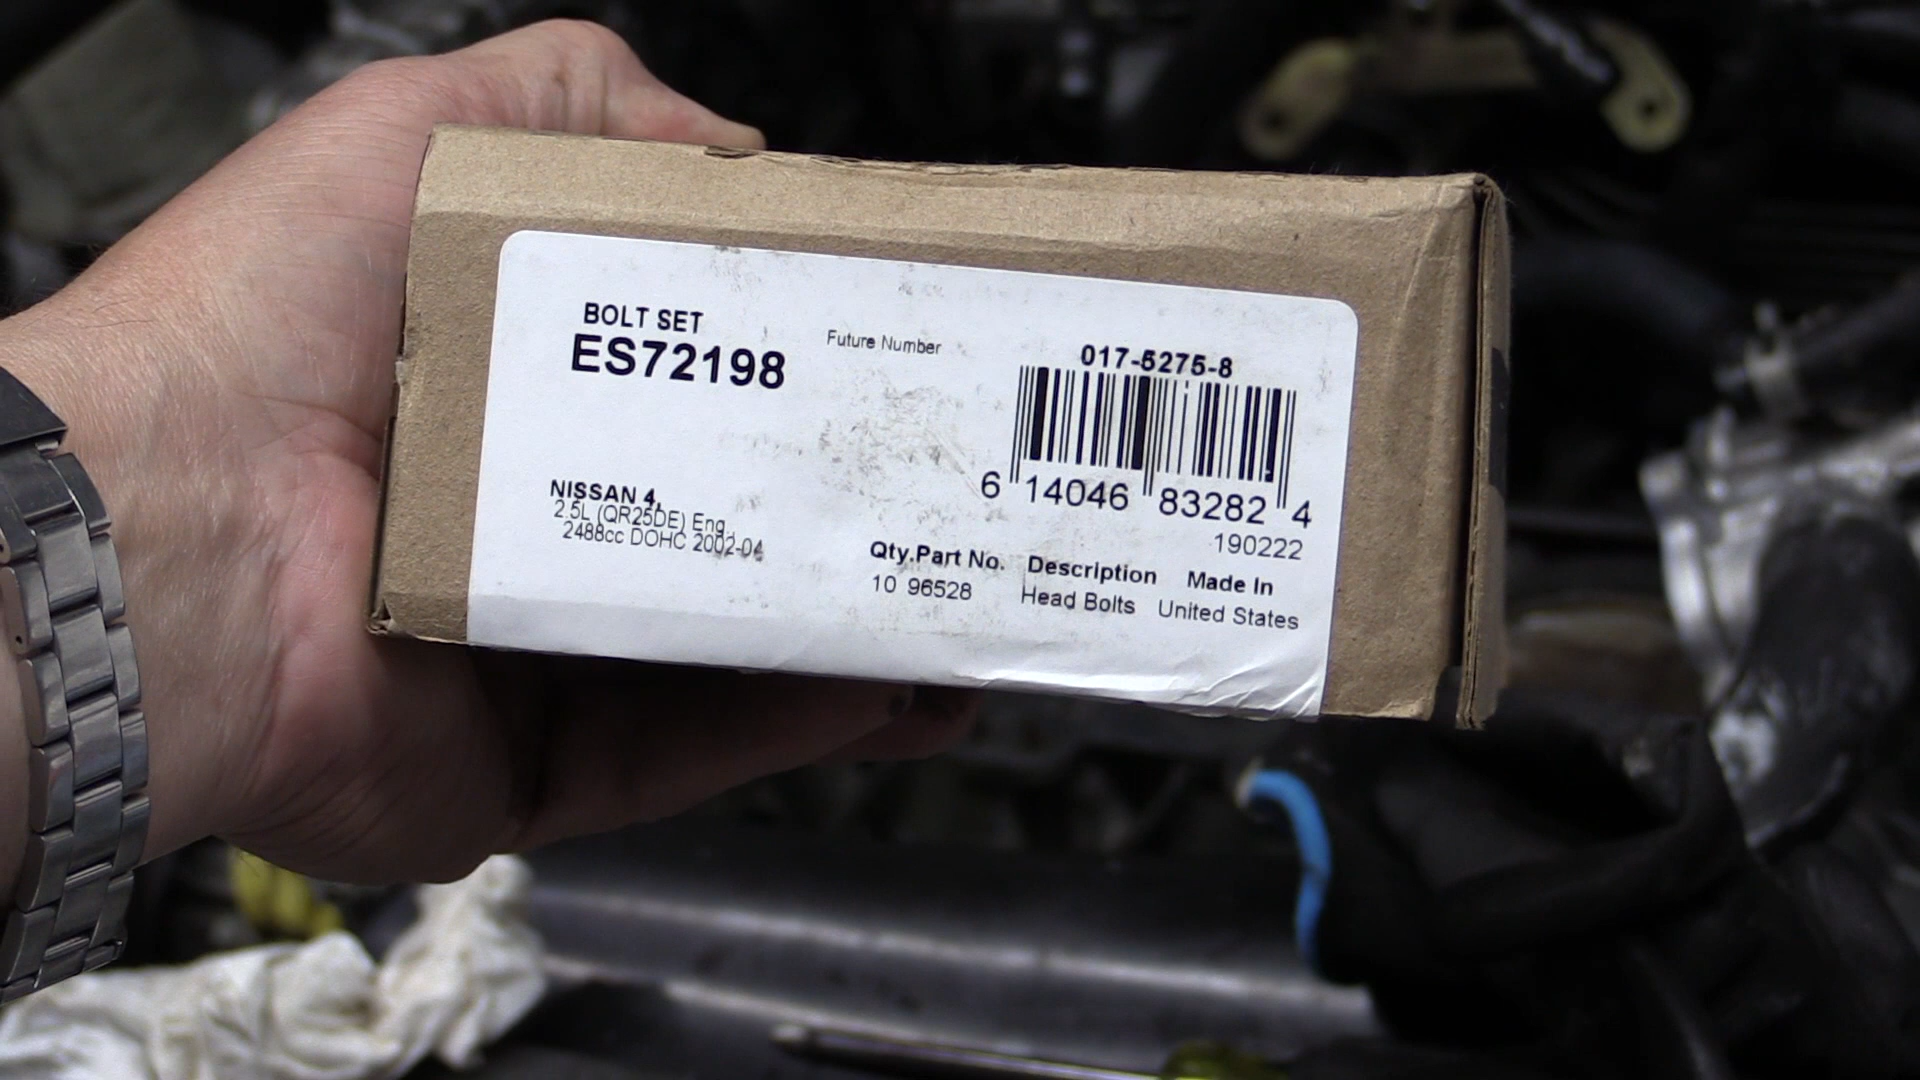 BOLT SET
ES72198
Future Number
017-5275-8
6 14046 83282 4
190222
NISSAN 4,
2.5L (QR25DE) Eng.,
2488cc DOHC 2002-04
Qty.Part No. Description Made In
10 96528 Head Bolts United States